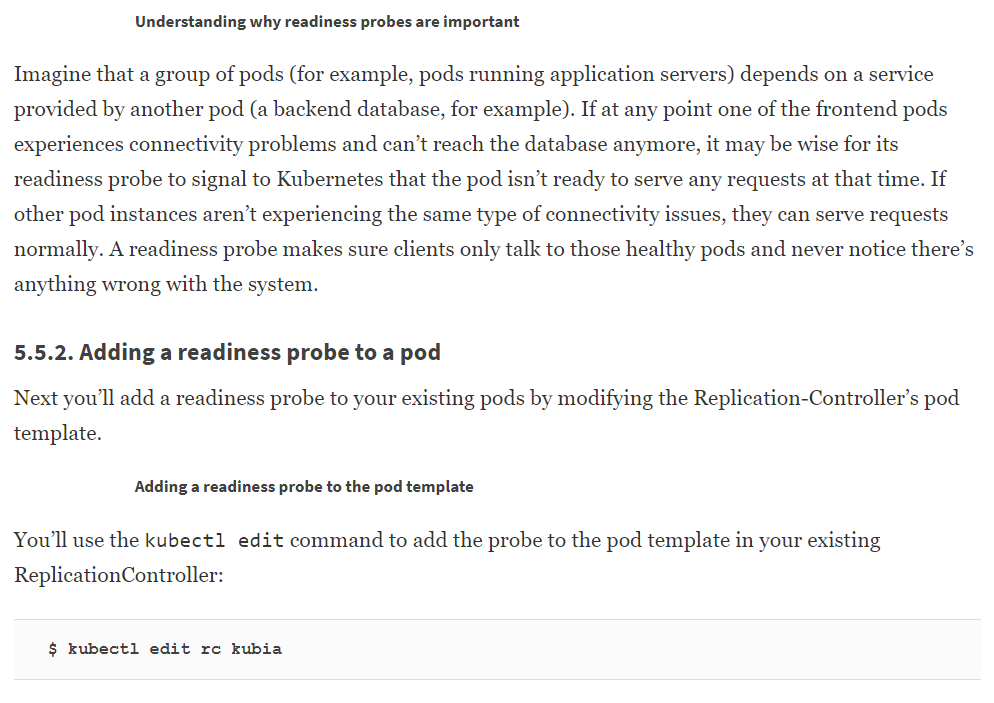 Understanding why readiness probes are important
Imagine that a group of pods (for example, pods running application servers) depends on a service
provided by another pod (a backend database, for example). If at any point one of the frontend pods
experiences connectivity problems and can’t reach the database anymore, it may be wise for its
readiness probe to signal to Kubernetes that the pod isn’t ready to serve any requests at that time. If
other pod instances aren’t experiencing the same type of connectivity issues, they can serve requests
normally. A readiness probe makes sure clients only talk to those healthy pods and never notice there’s
anything wrong with the system.
5.5.2. Adding a readiness probe to a pod
Next you’ll add a readiness probe to your existing pods by modifying the Replication-Controller’s pod
template.
Adding a readiness probe to the pod template
You’ll use the kubectl edit command to add the probe to the pod template in your existing
ReplicationController:
$ kubectl edit rc kubia